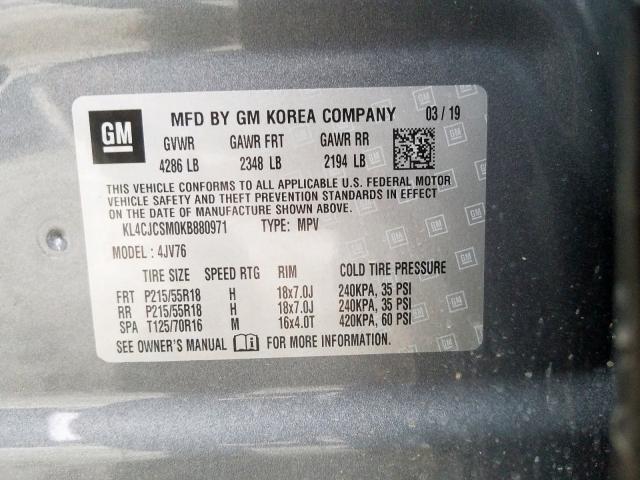 GM
MFD BY GM KOREA COMPANY 03 / 19
GVWR GAWR FRT GAWR RR
4286 LB 2348 LB 2194 LB
THIS VEHICLE CONFORMS TO ALL APPLICABLE U.S. FEDERAL MOTOR
VEHICLE SAFETY AND THEFT PREVENTION STANDARDS IN EFFECT
ON THE DATE OF MANUFACTURE SHOWN ABOVE.
KL4CJCSM0KB880971 TYPE: MPV
MODEL : 4JV76
TIRE SIZE SPEED RTG RIM COLD TIRE PRESSURE
FRT P215/55R18 H 18x7.0J 240KPA, 35 PSI
RR P215/55R18 H 18x7.0J 240KPA, 35 PSI
SPA T125/70R16 M 16x4.0T 420KPA, 60 PSI
SEE OWNER'S MANUAL FOR MORE INFORMATION.